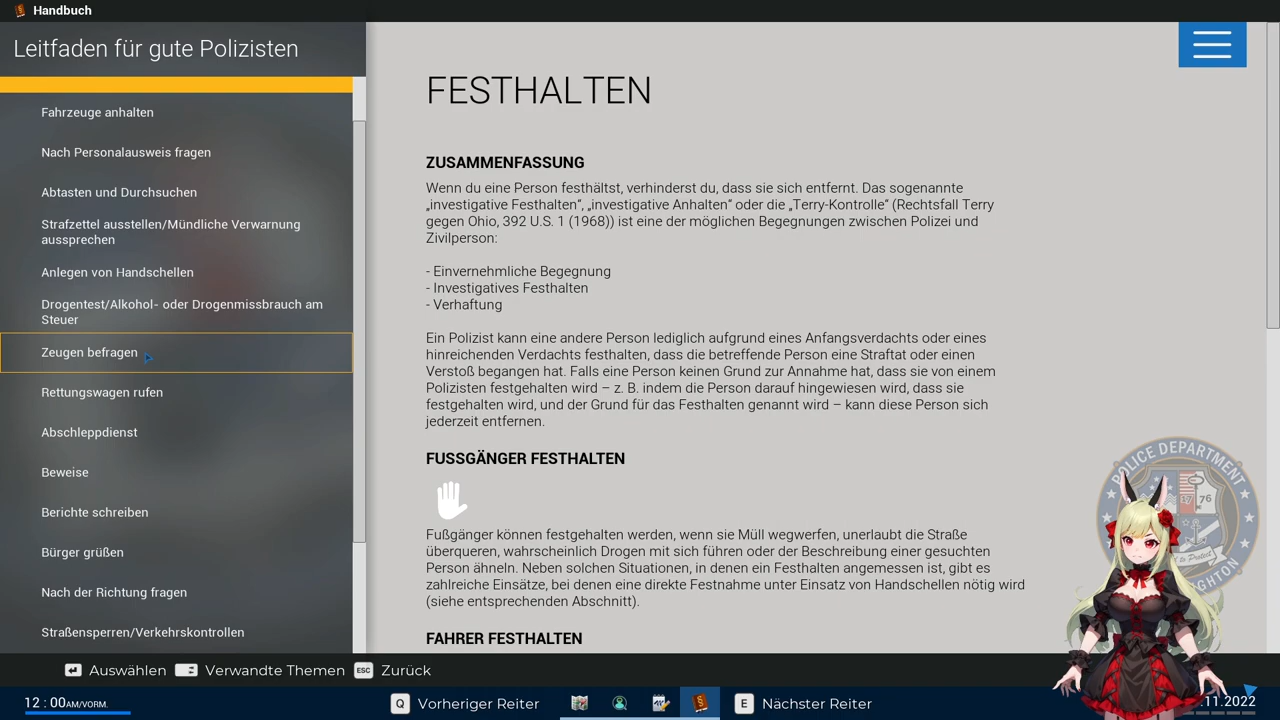 Handbuch
Leitfaden für gute Polizisten
Fahrzeuge anhalten
Nach Personalausweis fragen
Abtasten und Durchsuchen
Strafzettel ausstellen/Mündliche Verwarnung
aussprechen
Anlegen von Handschellen
Drogentest/Alkohol- oder Drogenmissbrauch am
Steuer
Zeugen befragen
Rettungswagen rufen
Abschleppdienst
Beweise
Berichte schreiben
Bürger grüßen
Nach der Richtung fragen
Straßensperren/Verkehrskontrollen
FESTHALTEN
ZUSAMMENFASSUNG
Wenn du eine Person festhältst, verhinderst du, dass sie sich entfernt. Das sogenannte
„investigative Festhalten“, „investigative Anhalten“ oder die „Terry-Kontrolle“ (Rechtsfall Terry
gegen Ohio, 392 U.S. 1 (1968)) ist eine der möglichen Begegnungen zwischen Polizei und
Zivilperson:
- Einvernehmliche Begegnung
- Investigatives Festhalten
- Verhaftung
Ein Polizist kann eine andere Person lediglich aufgrund eines Anfangsverdachts oder eines
hinreichenden Verdachts festhalten, dass die betreffende Person eine Straftat oder einen
Verstoß begangen hat. Falls eine Person keinen Grund zur Annahme hat, dass sie von einem
Polizisten festgehalten wird – z. B. indem die Person darauf hingewiesen wird, dass sie
festgehalten wird, und der Grund für das Festhalten genannt wird – kann diese Person sich
jederzeit entfernen.
FUSSGÄNGER FESTHALTEN
Fußgänger können festgehalten werden, wenn sie Müll wegwerfen, unerlaubt die Straße
überqueren, wahrscheinlich Drogen mit sich führen oder der Beschreibung einer gesuchten
Person ähneln. Neben solchen Situationen, in denen ein Festhalten angemessen ist, gibt es
zahlreiche Einsätze, bei denen eine direkte Festnahme unter Einsatz von Handschellen nötig wird
(siehe entsprechenden Abschnitt).
FAHRER FESTHALTEN
POLICE DEPARTMENT
17 76
Auswählen Verwandte Themen ESC Zurück
12 : 00 AM/VORM.
Q Vorheriger Reiter
E Nächster Reiter
.11.2022